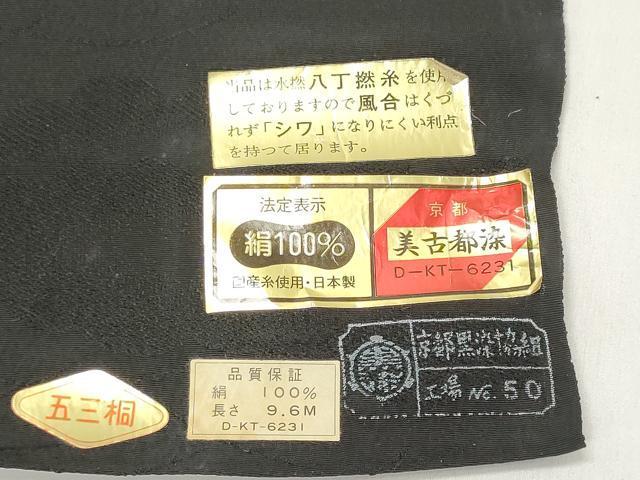 当品は水撚八丁撚糸を使用
しておりますので風合はくづ
れず「シワ」になりにくい利点
を持つて居ります。
法定表示
絹100%
国産糸使用・日本製
京都
美古都染
D-KT-6231
京都黒染協組
工場 No. 50
品質保証
絹 100%
長さ 9.6M
D-KT-6231
五三桐